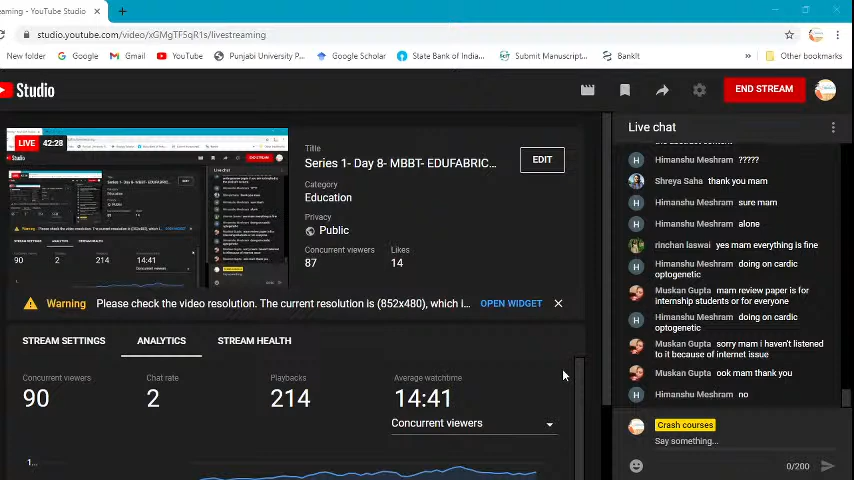 eaming - YouTube Studio
studio.youtube.com/video/xGMgTF5qR1s/livestreaming
New folder
Google
Gmail
YouTube
Punjabi University P...
Google Scholar
State Bank of India...
Submit Manuscript...
BankIt
»
Other bookmarks
Studio
END STREAM
LIVE 42:28
Title
Series 1- Day 8- MBBT- EDUFABRIC...
EDIT
Category
Education
Privacy
Public
Concurrent viewers
Likes
87
14
Warning Please check the video resolution. The current resolution is (852x480), which i...
OPEN WIDGET
STREAM SETTINGS
ANALYTICS
STREAM HEALTH
Concurrent viewers
Chat rate
Playbacks
Average watchtime
90
2
214
14:41
Concurrent viewers
1...
Live chat
Himanshu Meshram ?????
Shreya Saha thank you mam
Himanshu Meshram sure mam
Himanshu Meshram alone
rinchan laswai yes mam everything is fine
Himanshu Meshram doing on cardic
optogenetic
Muskan Gupta mam review paper is for
internship students or for everyone
Himanshu Meshram doing on cardic
optogenetic
Muskan Gupta sorry mam i haven't listened
to it because of internet issue
Muskan Gupta ook mam thank you
Himanshu Meshram no
Crash courses
Say something...
0/200